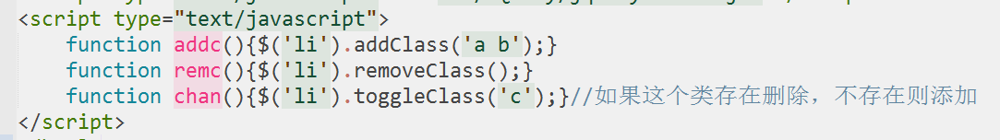 <script type="text/javascript">
function addc(){$('li').addClass('a b');}
function remc(){$('li').removeClass();}
function chan(){$('li').toggleClass('c');}//如果这个类存在删除，不存在则添加
</script>